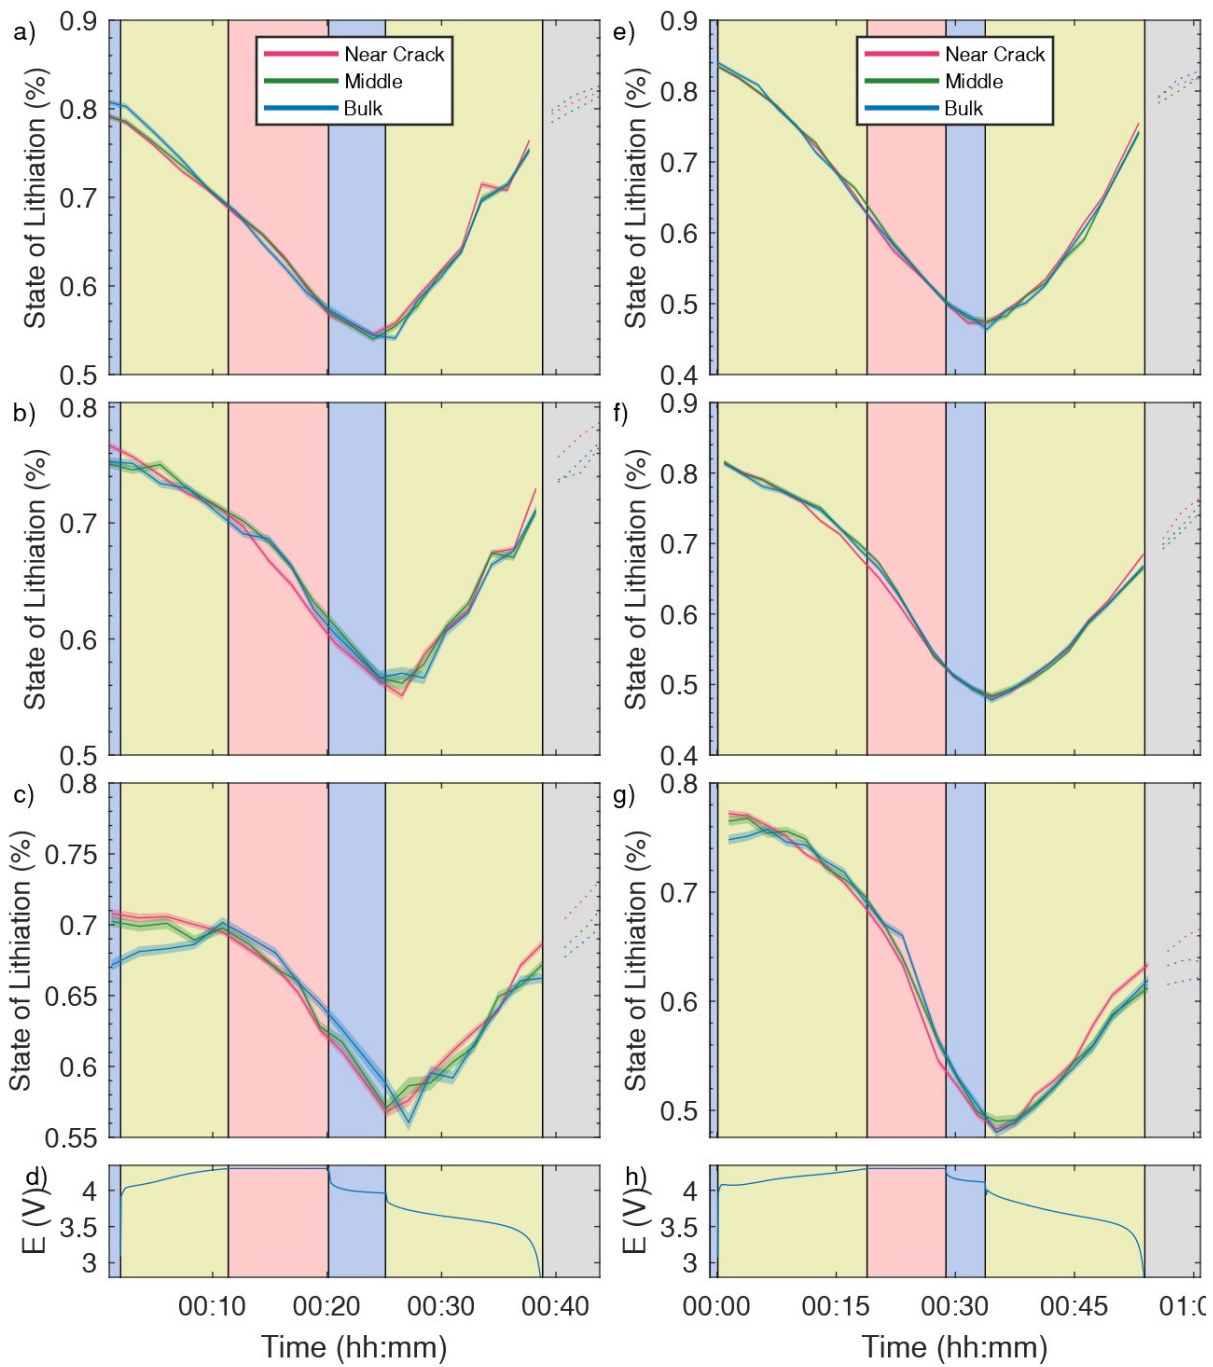 a)
0.9
0.8
0.7
0.6
0.5
State of Lithiation (%)
Near Crack
Middle
Bulk
e)
0.9
0.8
0.7
0.6
0.5
0.4
State of Lithiation (%)
Near Crack
Middle
Bulk
b)
0.8
0.7
0.6
0.5
State of Lithiation (%)
f)
0.9
0.8
0.7
0.6
0.5
0.4
State of Lithiation (%)
c)
0.8
0.75
0.7
0.65
0.6
0.55
State of Lithiation (%)
g)
0.8
0.7
0.6
0.5
State of Lithiation (%)
d)
4
3.5
3
E (V)
00:10 00:20 00:30 00:40
Time (hh:mm)
h)
4
3.5
3
E (V)
00:00 00:15 00:30 00:45 01:0
Time (hh:mm)